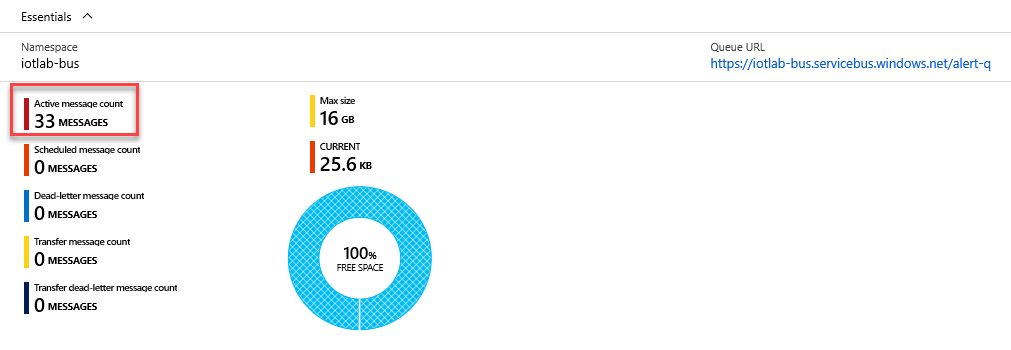 Essentials
Namespace
iotlab-bus
Queue URL
https://iotlab-bus.servicebus.windows.net/alert-q
Active message count
33 MESSAGES
Scheduled message count
0 MESSAGES
Dead-letter message count
0 MESSAGES
Transfer message count
0 MESSAGES
Transfer dead-letter message count
0 MESSAGES
Max size
16 GB
CURRENT
25.6 KB
100%
FREE SPACE